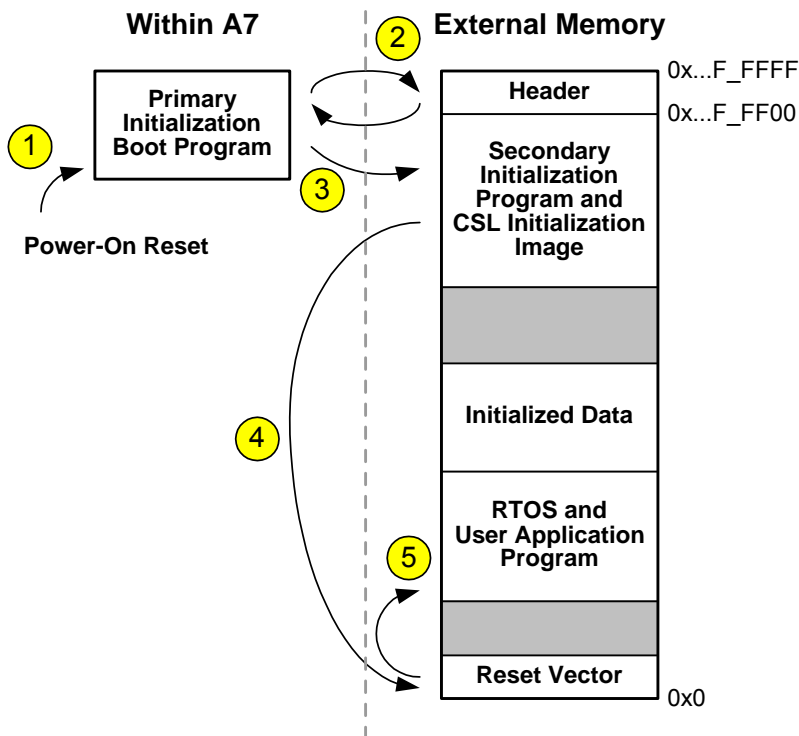 Within A7
External Memory
2
0x...F_FFFF
Header
0x...F_FF00
Primary
Initialization
Boot Program
1
3
Secondary
Initialization
Program and
CSL Initialization
Image
Power-On Reset
Initialized Data
4
RTOS and
User Application
Program
5
Reset Vector
0x0